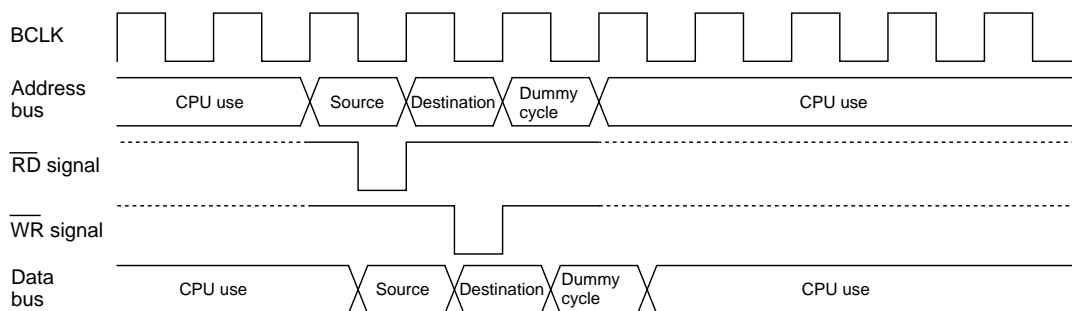 BCLK
Address
bus
CPU use
Source
Destination
Dummy
cycle
CPU use
RD signal
WR signal
Data
bus
CPU use
Source
Destination
Dummy
cycle
CPU use